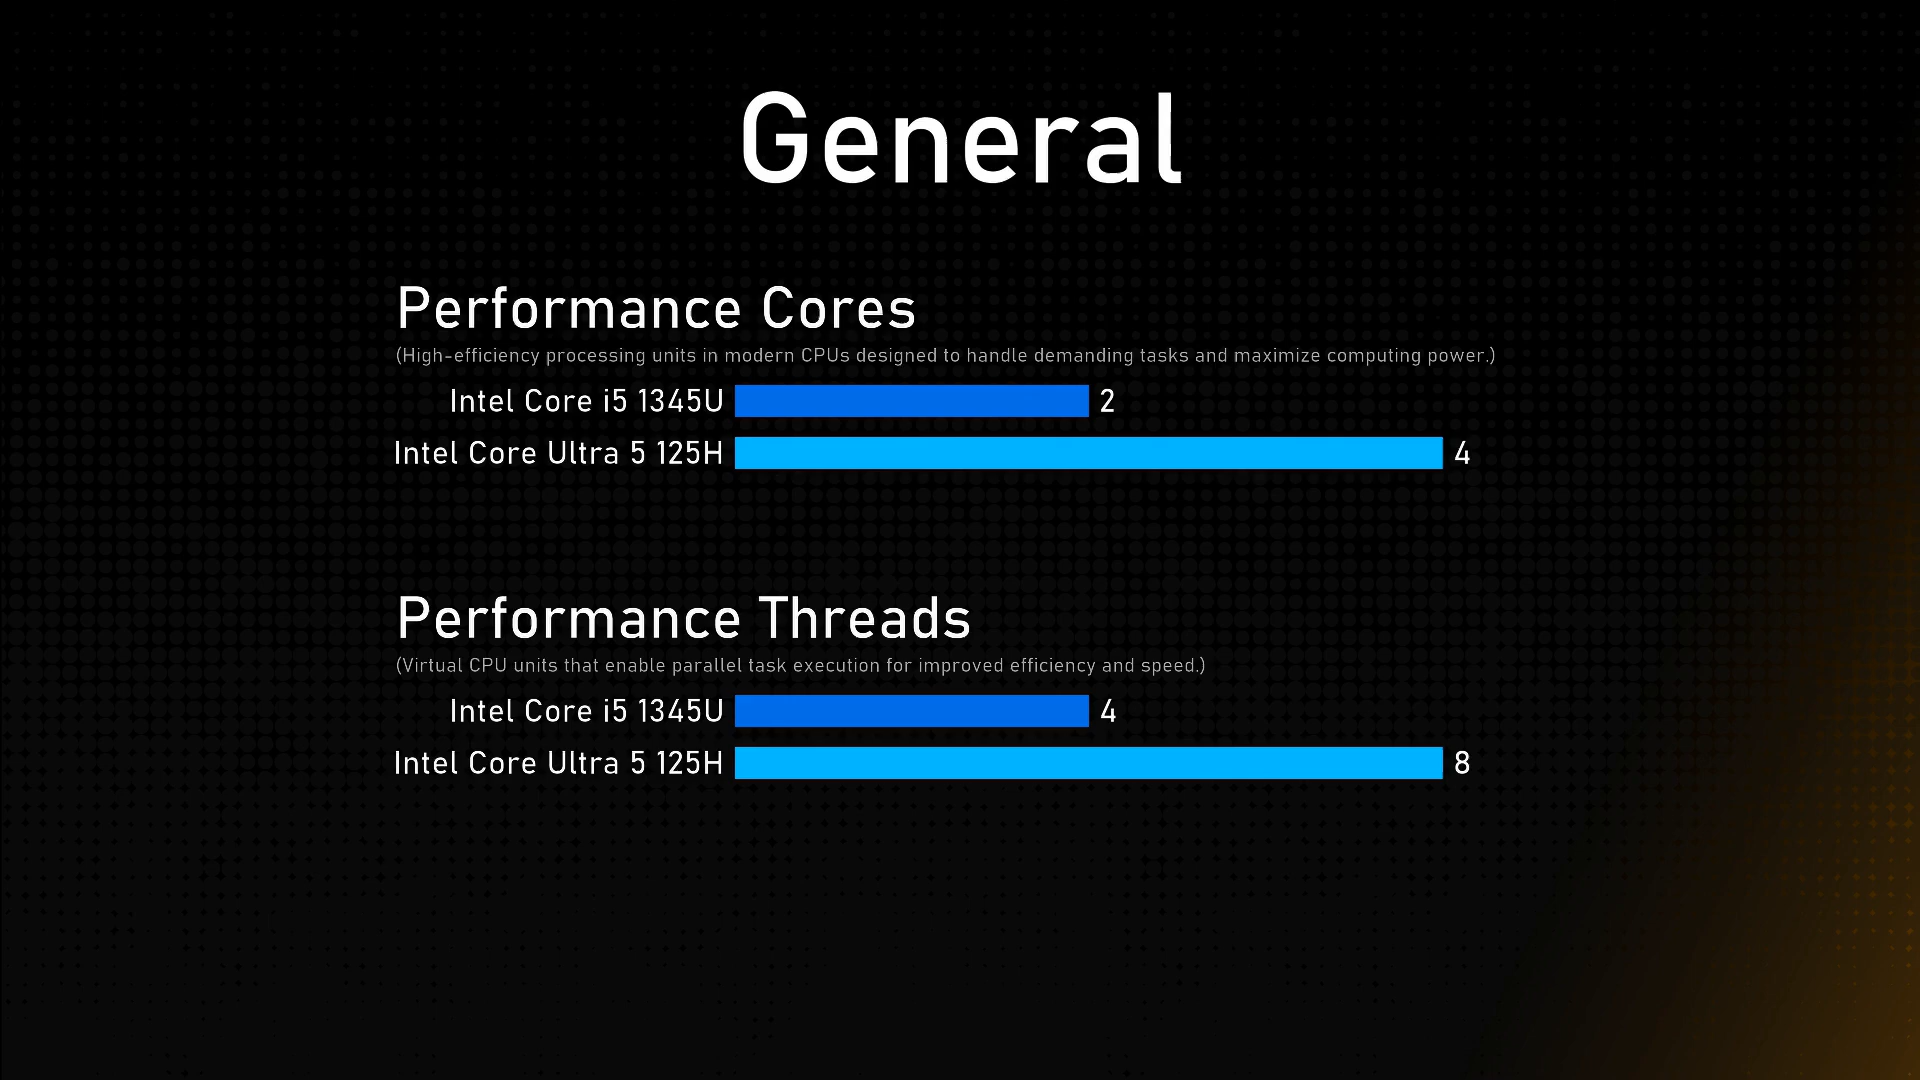 General
Performance Cores
(High-efficiency processing units in modern CPUs designed to handle demanding tasks and maximize computing power.)
Intel Core i5 1345U 2
Intel Core Ultra 5 125H 4
Performance Threads
(Virtual CPU units that enable parallel task execution for improved efficiency and speed.)
Intel Core i5 1345U 4
Intel Core Ultra 5 125H 8